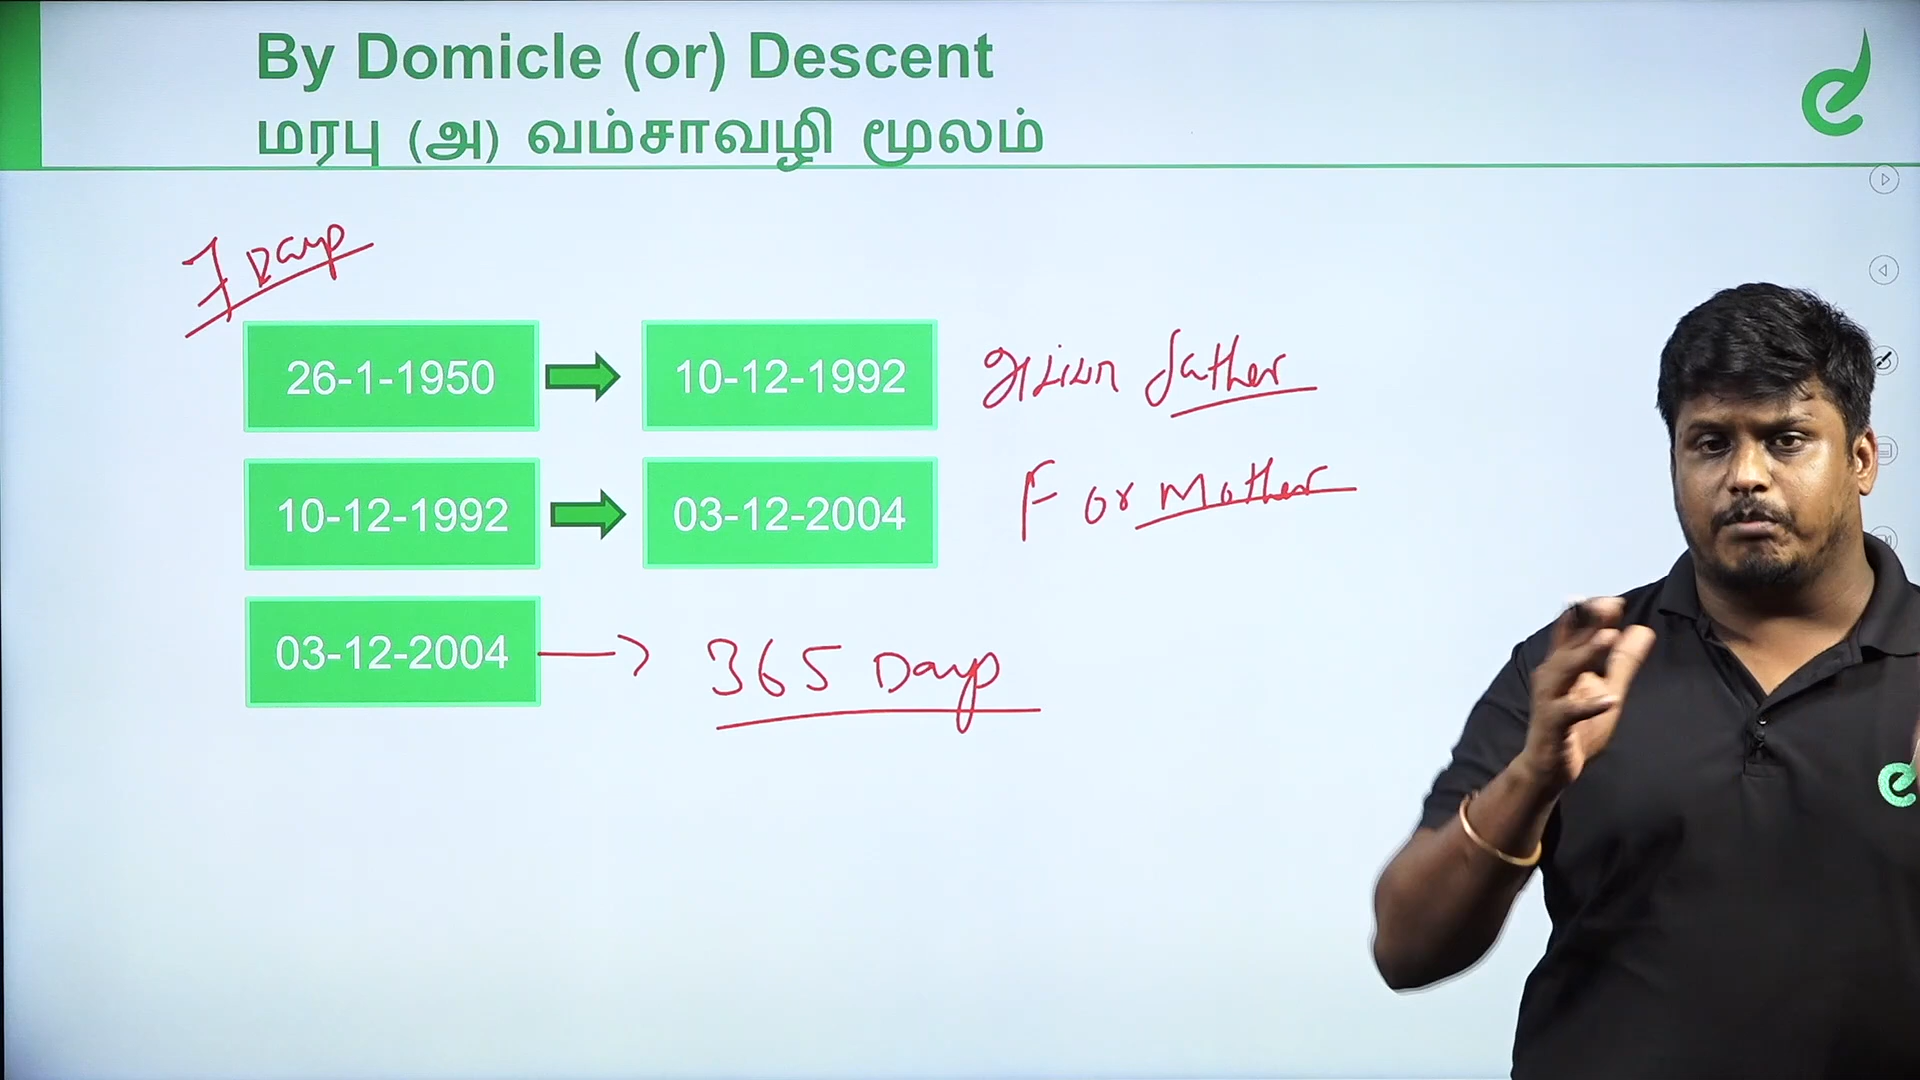 By Domicle (or) Descent
மரபு (அ) வம்சாவழி மூலம்
7 Days
26-1-1950
10-12-1992
அப்பா father
10-12-1992
03-12-2004
F or Mother
03-12-2004
365 Days